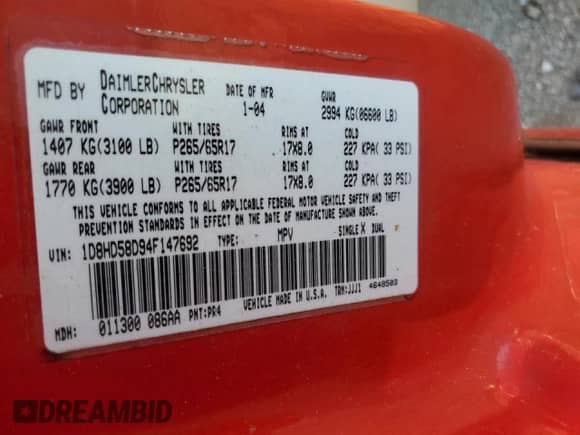 MFD BY DAIMLERCHRYSLER CORPORATION DATE OF MFR 1-04 GVWR 2994 KG(06600 LB)
GAWR FRONT WITH TIRES RIMS AT COLD
1407 KG(3100 LB) P265/65R17 17X8.0 227 KPA( 33 PSI)
GAWR REAR WITH TIRES RIMS AT COLD
1770 KG(3900 LB) P265/65R17 17X8.0 227 KPA( 33 PSI)
THIS VEHICLE CONFORMS TO ALL APPLICABLE FEDERAL MOTOR VEHICLE SAFETY AND THEFT
PREVENTION STANDARDS IN EFFECT ON THE DATE OF MANUFACTURE SHOWN ABOVE.
VIN: 1D8HD58D94F147692 TYPE: MPV SINGLE X DUAL
MDH: 011300 086AA PNT:PR4 VEHICLE MADE IN U.S.A. TRM:JJJ1 4648503
DREAMBID